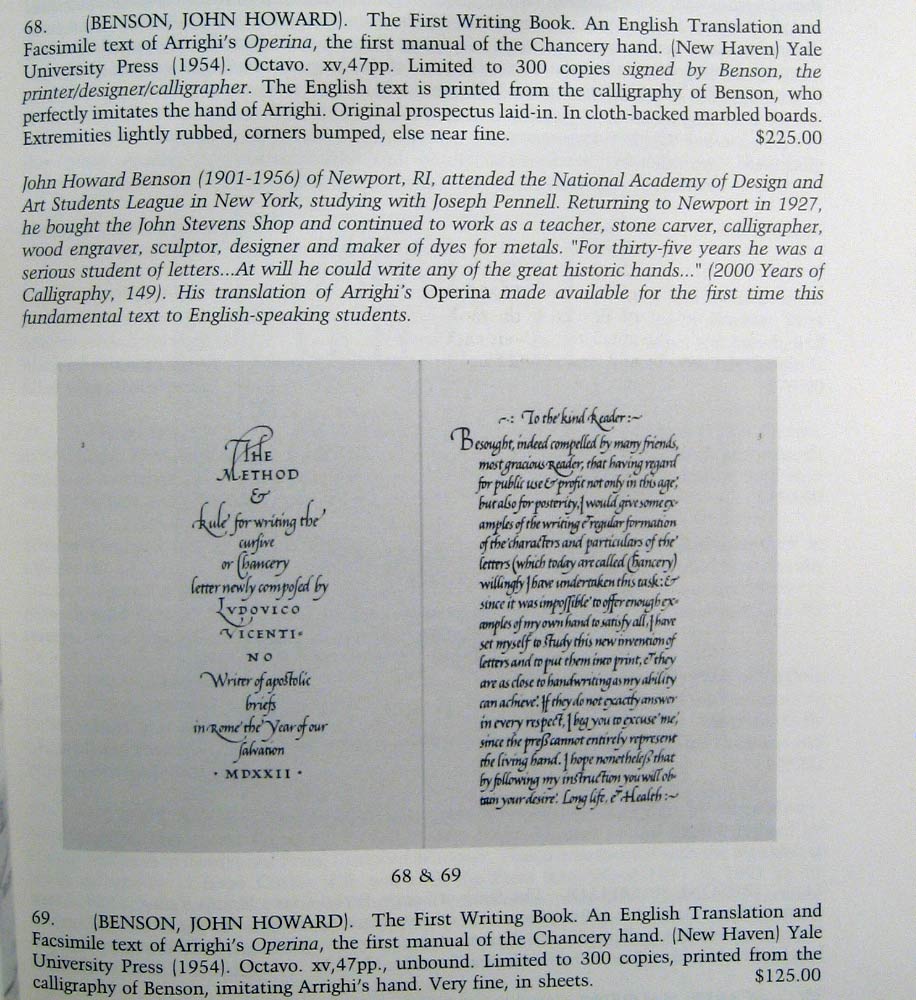 68. (BENSON, JOHN HOWARD). The First Writing Book. An English Translation and
Facsimile text of Arrighi's Operina, the first manual of the Chancery hand. (New Haven) Yale
University Press (1954). Octavo. xv,47pp. Limited to 300 copies signed by Benson, the
printer/designer/calligrapher. The English text is printed from the calligraphy of Benson, who
perfectly imitates the hand of Arrighi. Original prospectus laid-in. In cloth-backed marbled boards.
Extremities lightly rubbed, corners bumped, else near fine. $225.00
John Howard Benson (1901-1956) of Newport, RI, attended the National Academy of Design and
Art Students League in New York, studying with Joseph Pennell. Returning to Newport in 1927,
he bought the John Stevens Shop and continued to work as a teacher, stone carver, calligrapher,
wood engraver, sculptor, designer and maker of dyes for metals. "For thirty-five years he was a
serious student of letters...At will he could write any of the great historic hands..." (2000 Years of
Calligraphy, 149). His translation of Arrighi's Operina made available for the first time this
fundamental text to English-speaking students.
2
THE
METHOD
&
Rule for writing the
cursive
or Chancery
letter newly composed by
LVDOVICO
VICENTI=
NO
Writer of apostolic
briefs
in Rome the Year of our
salvation
· MDXXII ·
3
~: To the kind Reader :~
Besought, indeed compelled by many friends,
most gracious Reader, that having regard
for public use & profit not only in this age,
but also for posterity, I would give some ex=
amples of the writing & regular formation
of the characters and particulars of the
letters (which today are called Chancery)
willingly I have undertaken this task: &
since it was impossible to offer enough ex=
amples of my own hand to satisfy all, I have
set myself to study this new invention of
letters and to put them into print, & they
are as close to handwriting as my ability
can achieve. If they do not exactly answer
in every respect, I beg you to excuse me,
since the press cannot entirely represent
the living hand. I hope nonetheless that
by following my instruction you will ob=
tain your desire. Long life, & Health :~
68 & 69
69. (BENSON, JOHN HOWARD). The First Writing Book. An English Translation and
Facsimile text of Arrighi's Operina, the first manual of the Chancery hand. (New Haven) Yale
University Press (1954). Octavo. xv,47pp., unbound. Limited to 300 copies, printed from the
calligraphy of Benson, imitating Arrighi's hand. Very fine, in sheets. $125.00